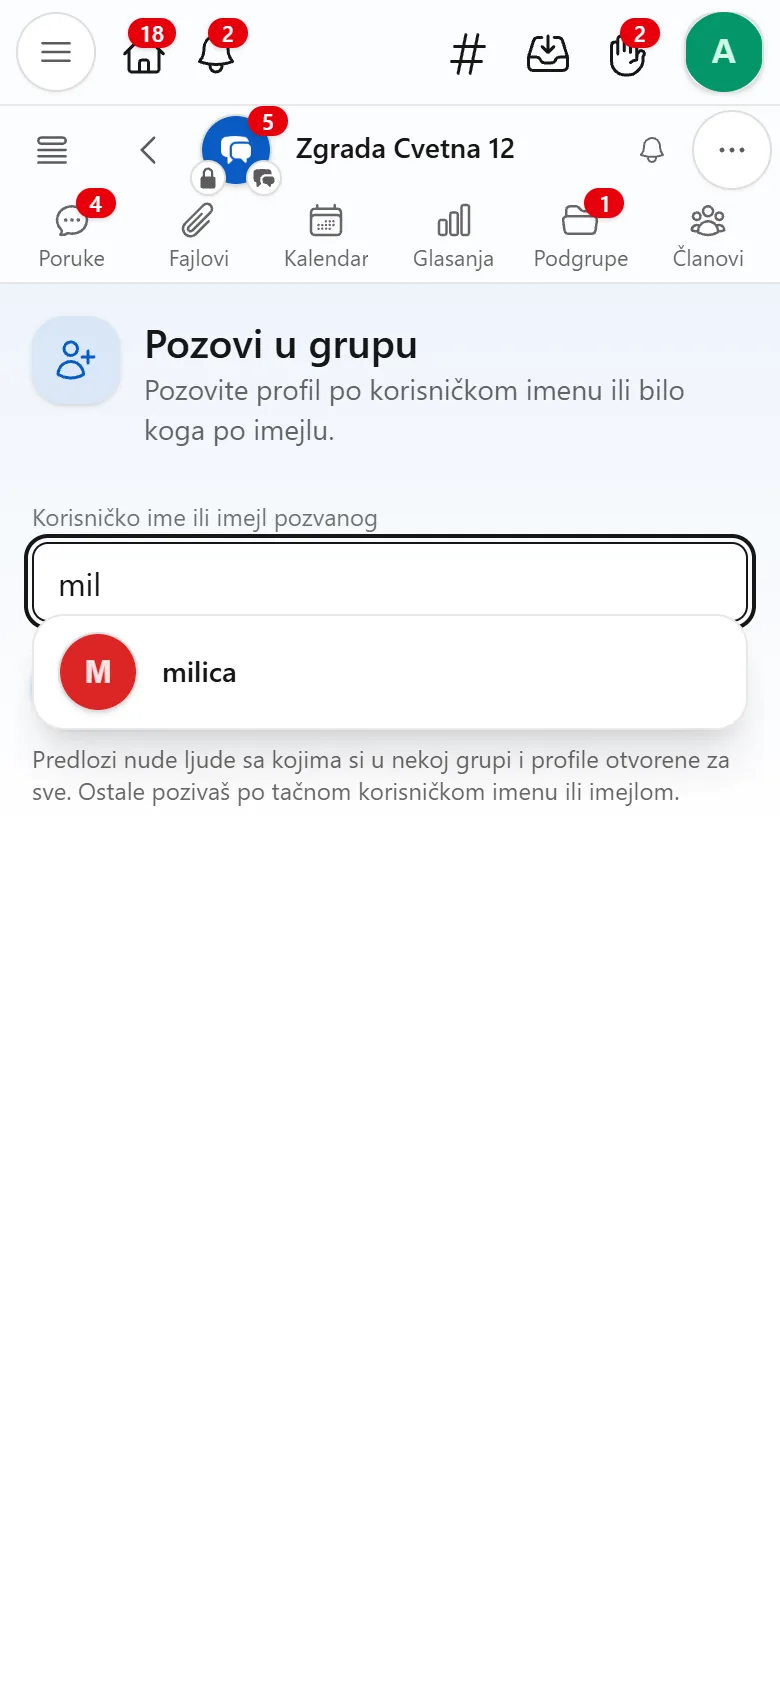 18
2
2
A
5
Zgrada Cvetna 12
4
1
Poruke
Fajlovi
Kalendar
Glasanja
Podgrupe
Članovi
Pozovi u grupu
Pozovite profil po korisničkom imenu ili bilo
koga po imejlu.
Korisničko ime ili imejl pozvanog
mil
M
milica
Predlozi nude ljude sa kojima si u nekoj grupi i profile otvorene za
sve. Ostale pozivaš po tačnom korisničkom imenu ili imejlom.